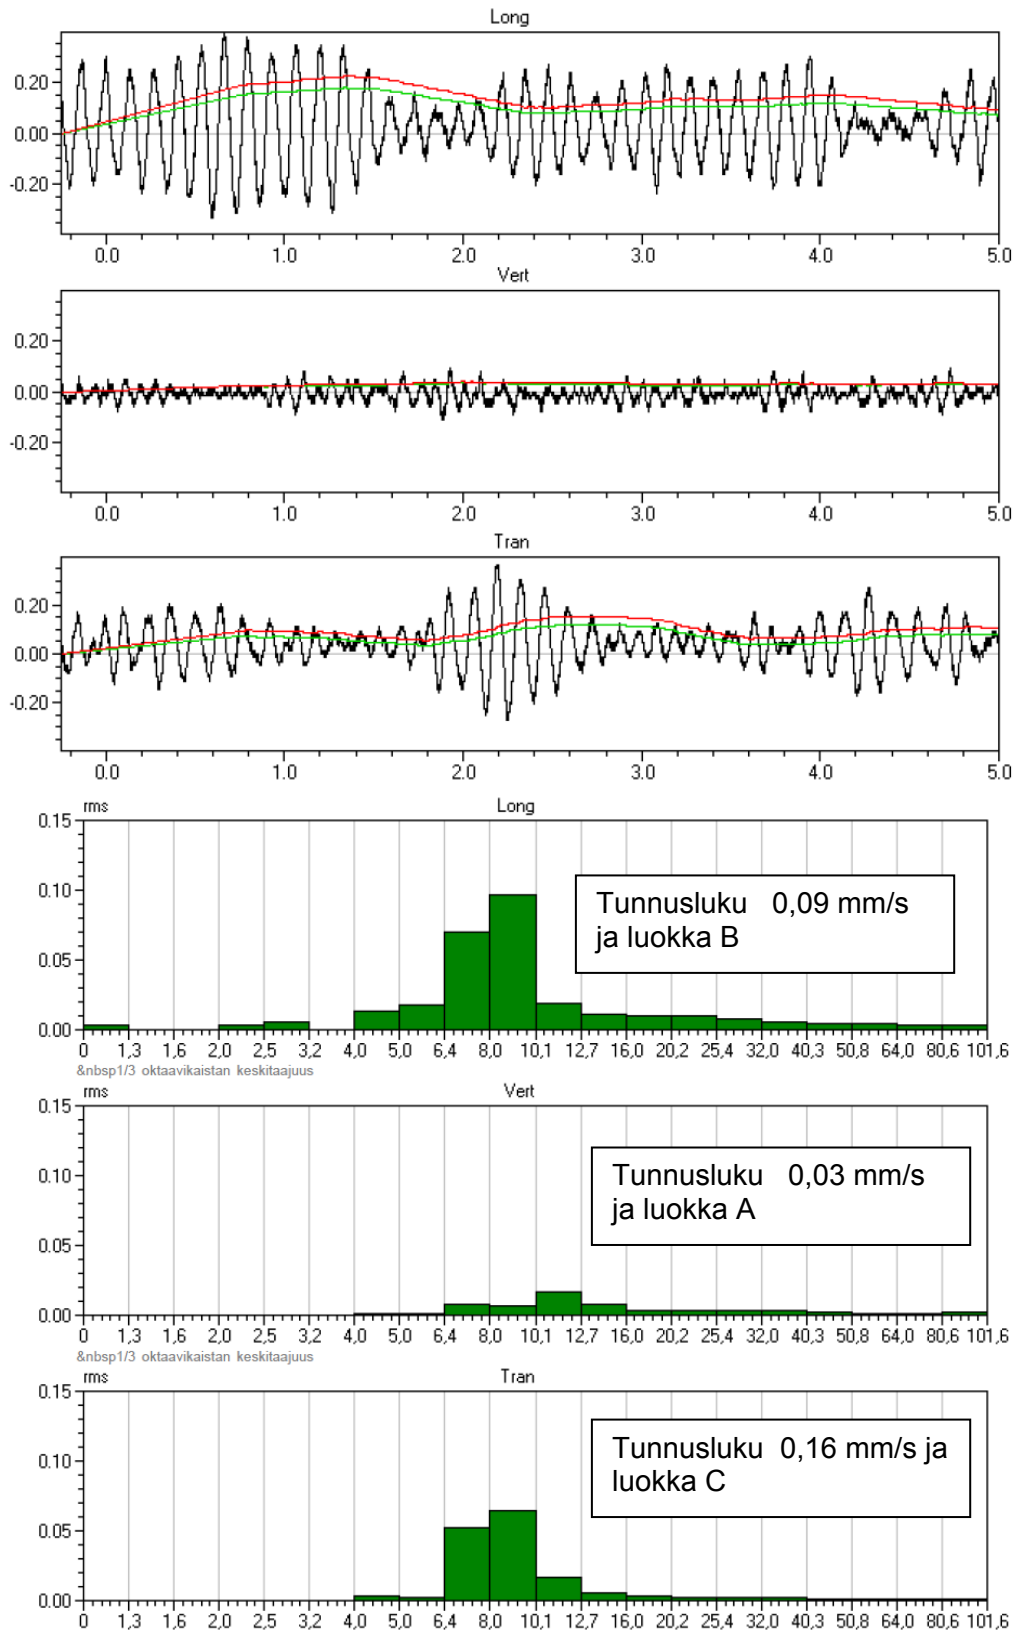 Long
0.20
0.00
-0.20
0.0 1.0 2.0 3.0 4.0 5.0
Vert
0.20
0.00
-0.20
0.0 1.0 2.0 3.0 4.0 5.0
Tran
0.20
0.00
-0.20
0.0 1.0 2.0 3.0 4.0 5.0
rms Long
0.15
0.10
0.05
0.00
Tunnusluku 0,09 mm/s
ja luokka B
0 1,3 1,6 2,0 2,5 3,2 4,0 5,0 6,4 8,0 10,1 12,7 16,0 20,2 25,4 32,0 40,3 50,8 64,0 80,6 101,6
&nbsp1/3 oktaavikaistan keskitaajuus
rms Vert
0.15
0.10
0.05
0.00
Tunnusluku 0,03 mm/s
ja luokka A
0 1,3 1,6 2,0 2,5 3,2 4,0 5,0 6,4 8,0 10,1 12,7 16,0 20,2 25,4 32,0 40,3 50,8 64,0 80,6 101,6
&nbsp1/3 oktaavikaistan keskitaajuus
rms Tran
0.15
0.10
0.05
0.00
Tunnusluku 0,16 mm/s ja
luokka C
0 1,3 1,6 2,0 2,5 3,2 4,0 5,0 6,4 8,0 10,1 12,7 16,0 20,2 25,4 32,0 40,3 50,8 64,0 80,6 101,6